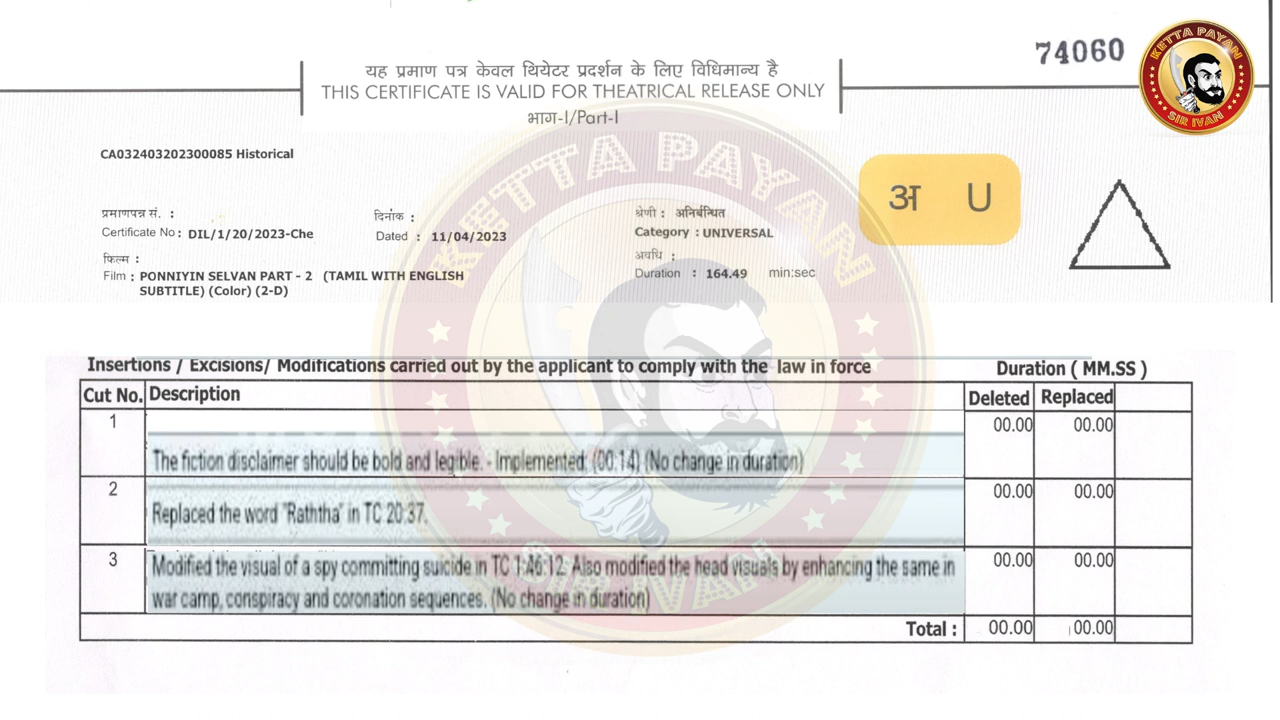 74060
KETTA PAYAN
SIR IVAN
यह प्रमाण पत्र केवल थियेटर प्रदर्शन के लिए विधिमान्य है
THIS CERTIFICATE IS VALID FOR THEATRICAL RELEASE ONLY
भाग-I/Part-I
CA032403202300085 Historical
अ U
प्रमाणपत्र सं. :
Certificate No : DIL/1/20/2023-Che
दिनांक :
Dated : 11/04/2023
श्रेणी : अनिर्बन्धित
Category : UNIVERSAL
फिल्म :
Film : PONNIYIN SELVAN PART - 2 (TAMIL WITH ENGLISH
SUBTITLE) (Color) (2-D)
अवधि :
Duration : 164.49 min:sec
KETTA PAYAN
SIR IVAN
Insertions / Excisions/ Modifications carried out by the applicant to comply with the law in force Duration ( MM.SS )
Cut No. Description Deleted Replaced
1 00.00 00.00
The fiction disclaimer should be bold and legible. - Implemented: (00:14) (No change in duration)
2 00.00 00.00
Replaced the word "Raththa" in TC 20:37.
3 00.00 00.00
Modified the visual of a spy committing suicide in TC 1:46:12. Also modified the head visuals by enhancing the same in
war camp, conspiracy and coronation sequences. (No change in duration)
Total : 00.00 00.00